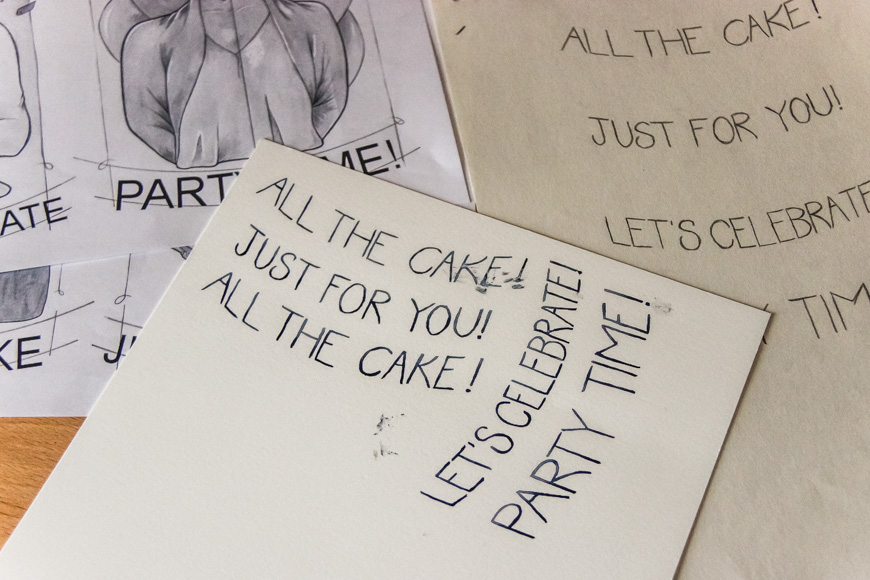 ALL THE CAKE!
JUST FOR YOU!
LET'S CELEBRATE
TIM
PARTY
ME!
ATE
KE
ALL THE CAKE!
JUST FOR YOU!
ALL THE CAKE!
LET'S CELEBRATE!
PARTY TIME!